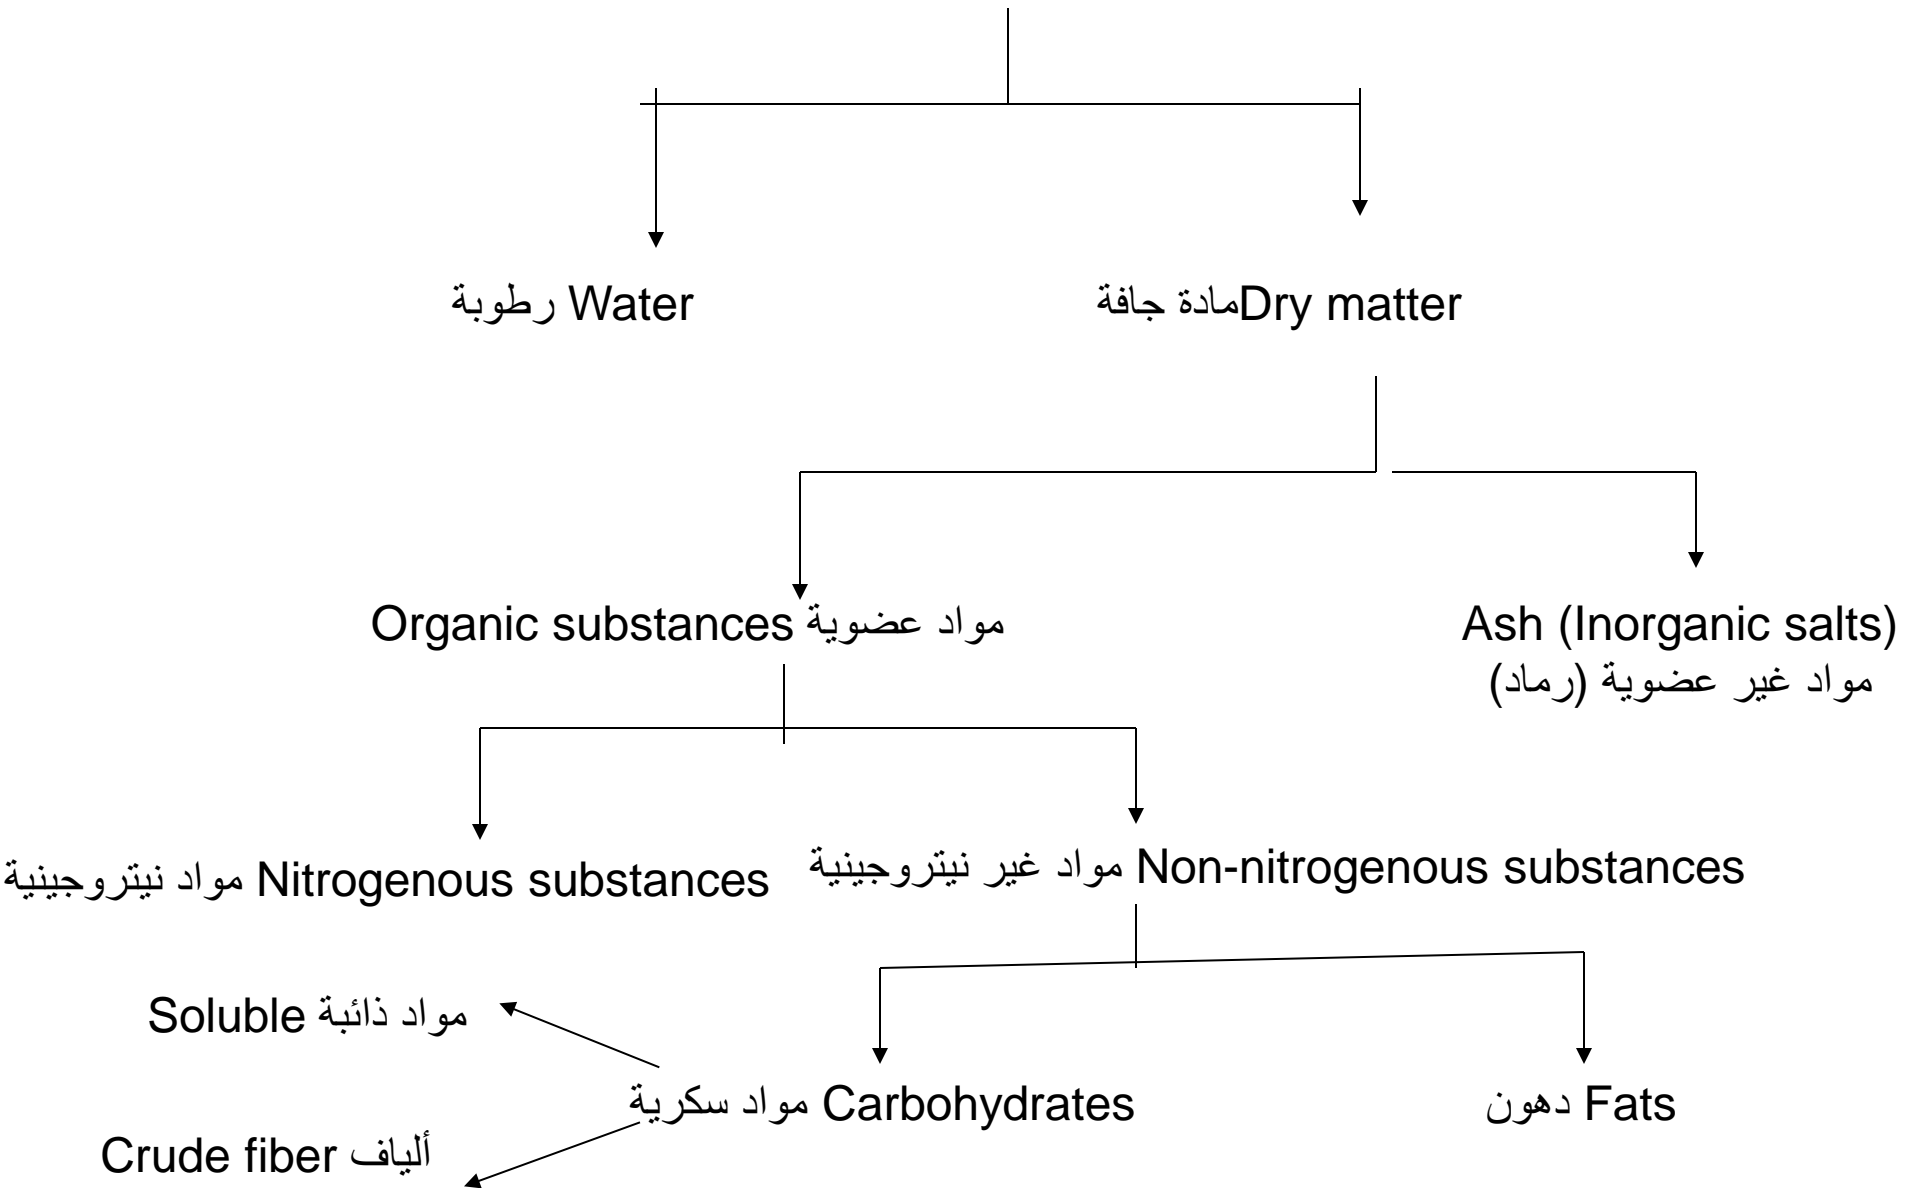 رطوبة Water
مادة جافةDry matter
Organic substances مواد عضوية
Ash (Inorganic salts)
مواد غير عضوية (رماد)
مواد نيتروجينية Nitrogenous substances
مواد غير نيتروجينية Non-nitrogenous substances
Soluble مواد ذائبة
مواد سكرية Carbohydrates
دهون Fats
Crude fiber ألياف